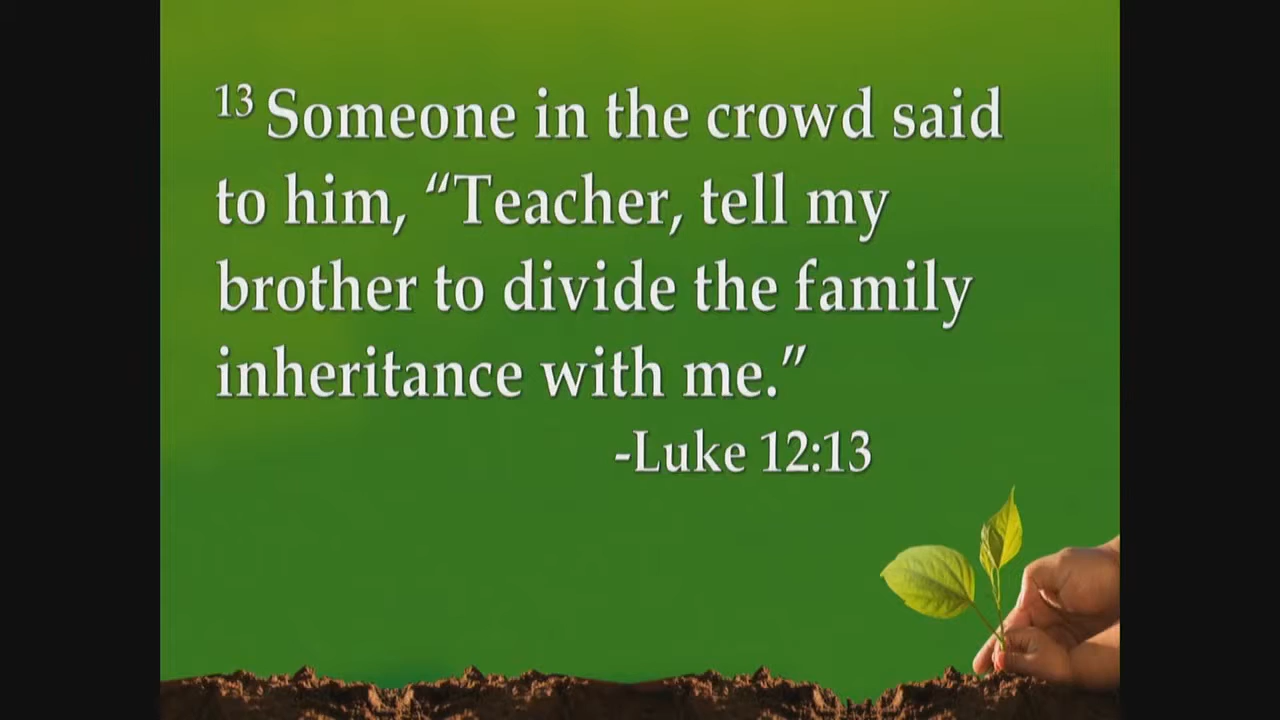 13 Someone in the crowd said
to him, “Teacher, tell my
brother to divide the family
inheritance with me.”
-Luke 12:13